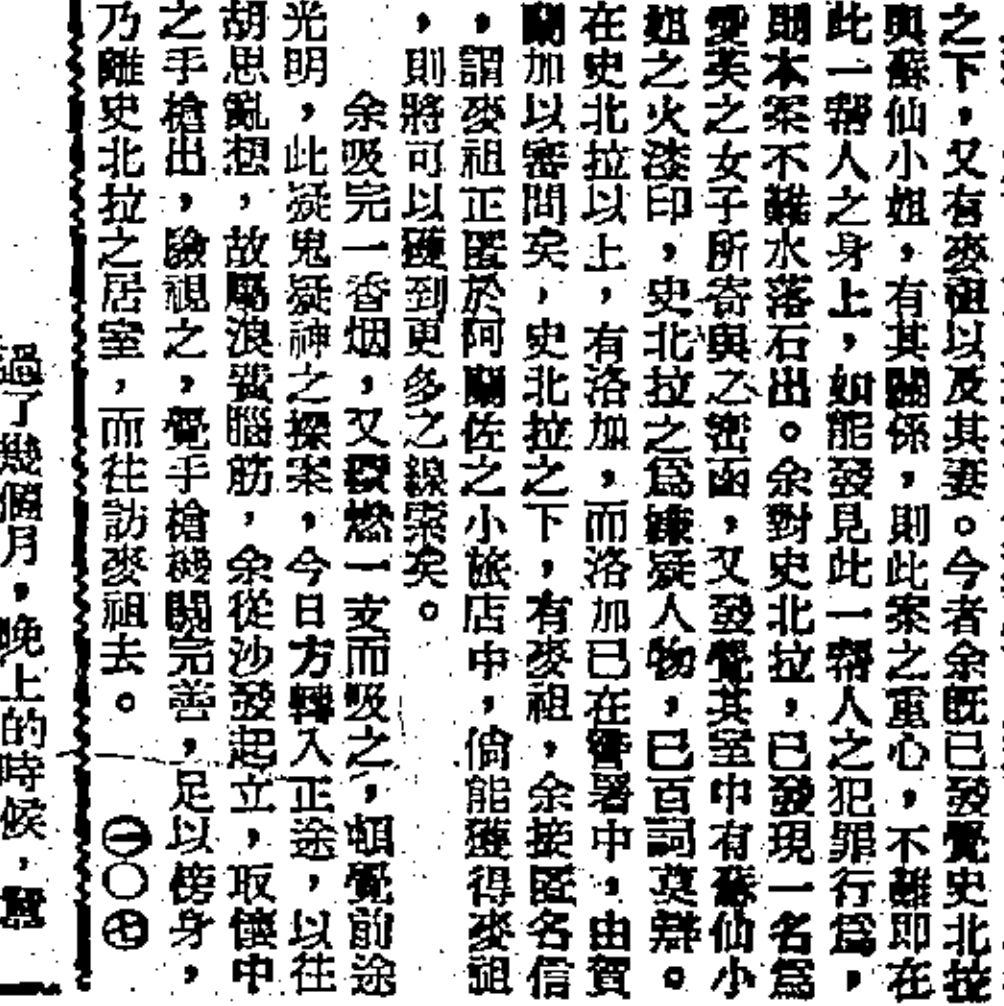 之下，又有麥祖以及其妻。今者余既已發覺史北拉
與蘇仙小姐，有其關係，則此案之重心，不離即在
此一幫人之身上，如能發見此一幫人之犯罪行爲，
則本案不難水落石出。余對史北拉，已發現一名爲
愛英之女子所寄與之密函，又發覺其室中有蘇仙小
姐之火漆印，史北拉之爲嫌疑人物，已百詞莫辯。
在史北拉以上，有洛加，而洛加已在警署中，由賀
蘭加以審問矣，史北拉之下，有麥祖，余接匿名信
，謂麥祖正匿於阿蘭佐之小旅店中，倘能獲得麥祖
，則將可以獲到更多之線索矣。
余吸完一香烟，又燃一支而吸之，頓覺前途
光明，此疑鬼疑神之探案，今日方轉入正途，以往
胡思亂想，故屬浪費腦筋，余從沙發起立，取懷中
之手槍出，驗視之，覺手槍機關完善，足以傍身，
乃離史北拉之居室，而往訪麥祖去。 一〇七
過了幾個月，晚上的時候，